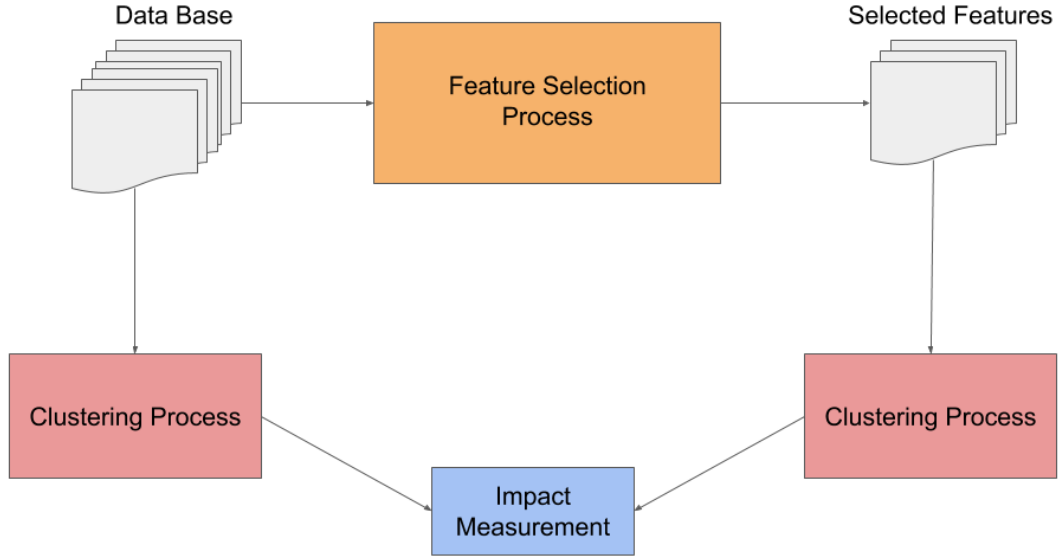 Data Base
Selected Features
Feature Selection
Process
Clustering Process
Clustering Process
Impact
Measurement